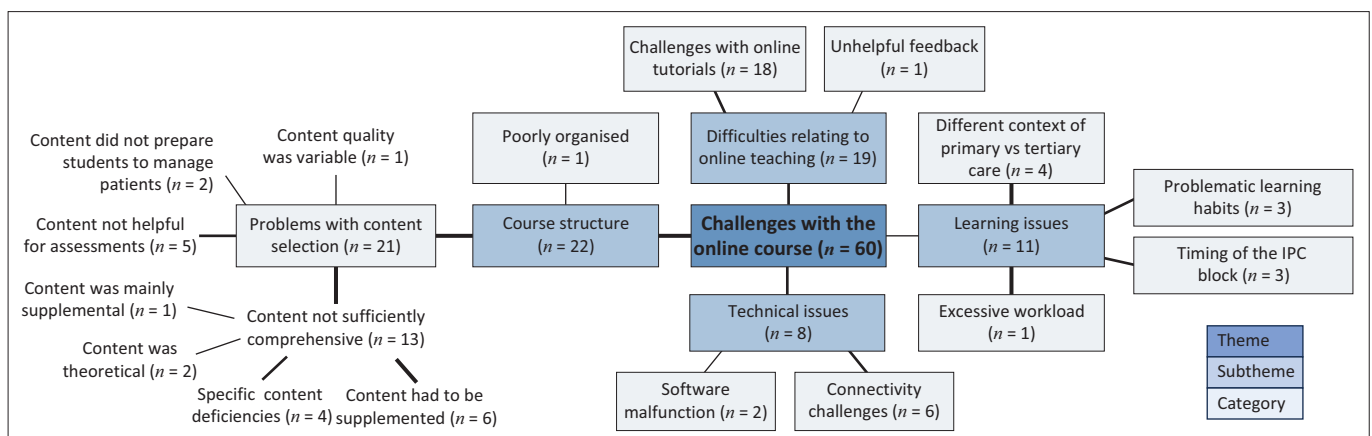 Challenges with online
tutorials (n = 18)
Unhelpful feedback
(n = 1)
Content did not prepare
students to manage
patients (n = 2)
Content quality
was variable (n = 1)
Poorly organised
(n = 1)
Difficulties relating to
online teaching (n = 19)
Different context of
primary vs tertiary
care (n = 4)
Problematic learning
habits (n = 3)
Content not helpful
for assessments (n = 5)
Problems with content
selection (n = 21)
Course structure
(n = 22)
Challenges with the
online course (n = 60)
Learning issues
(n = 11)
Timing of the IPC
block (n = 3)
Content was mainly
supplemental (n = 1)
Content not sufficiently
comprehensive (n = 13)
Technical issues
(n = 8)
Excessive workload
(n = 1)
Content was
theoretical (n = 2)
Specific content
deficiencies (n = 4)
Content had to be
supplemented (n = 6)
Software
malfunction (n = 2)
Connectivity
challenges (n = 6)
Theme
Subtheme
Category